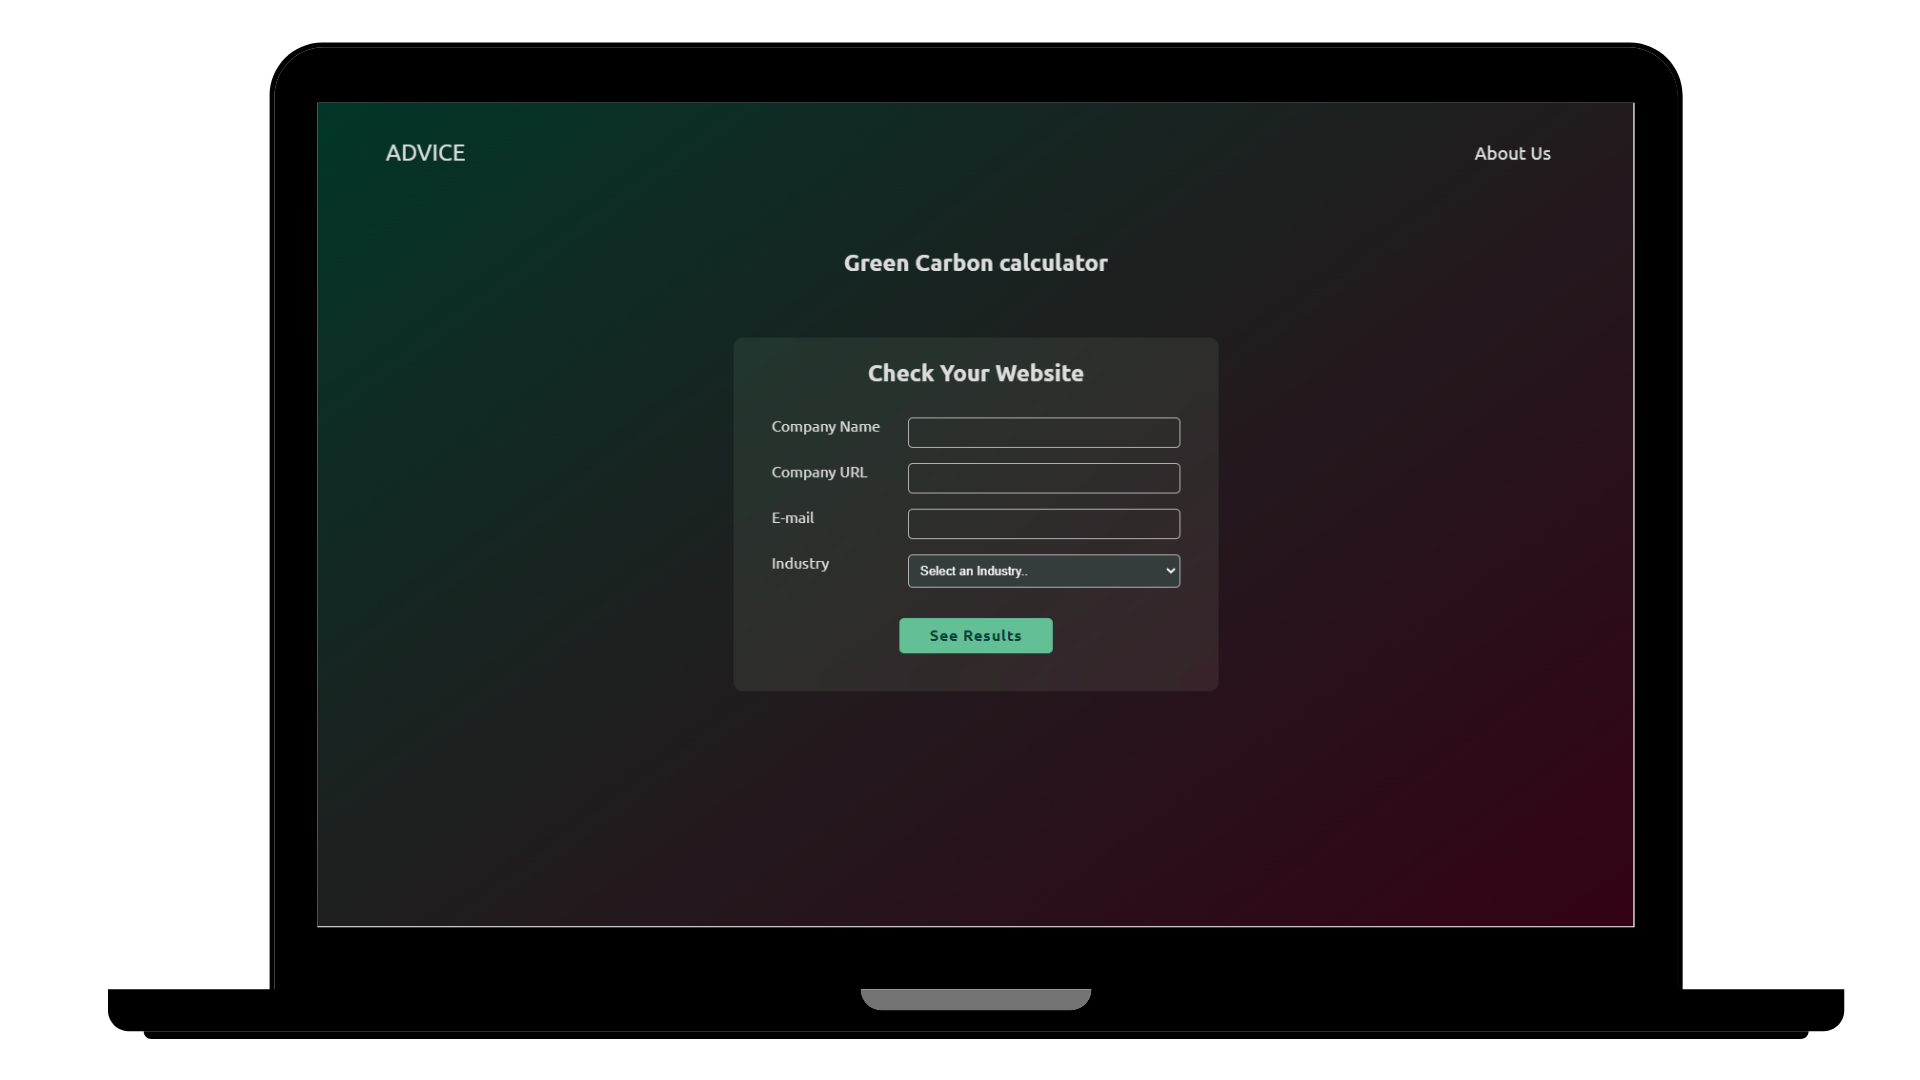 ADVICE
About Us
Green Carbon calculator
Check Your Website
Company Name
Company URL
E-mail
Industry
Select an Industry..
See Results